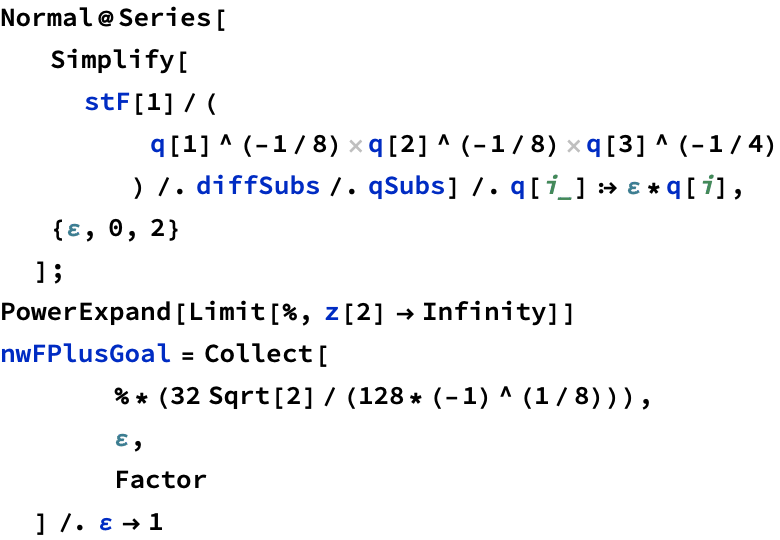 Normal@Series[
Simplify[
stF[1]/(
q[1]^(-1/8)×q[2]^(-1/8)×q[3]^(-1/4)
) /. diffSubs /. qSubs] /. q[i_] ⧴ ε*q[i],
{ε, 0, 2}
];
PowerExpand[Limit[%, z[2] → Infinity]]
nwFPlusGoal = Collect[
%*(32 Sqrt[2]/(128*(-1)^(1/8))),
ε,
Factor
] /. ε → 1